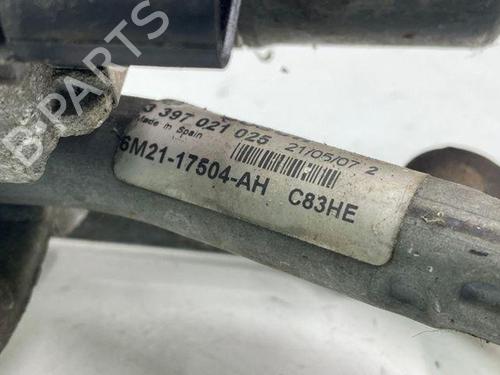 B-PARTS
3 397 021 025 21/05/07 2
Made in Spain
6M21-17504-AH C83HE